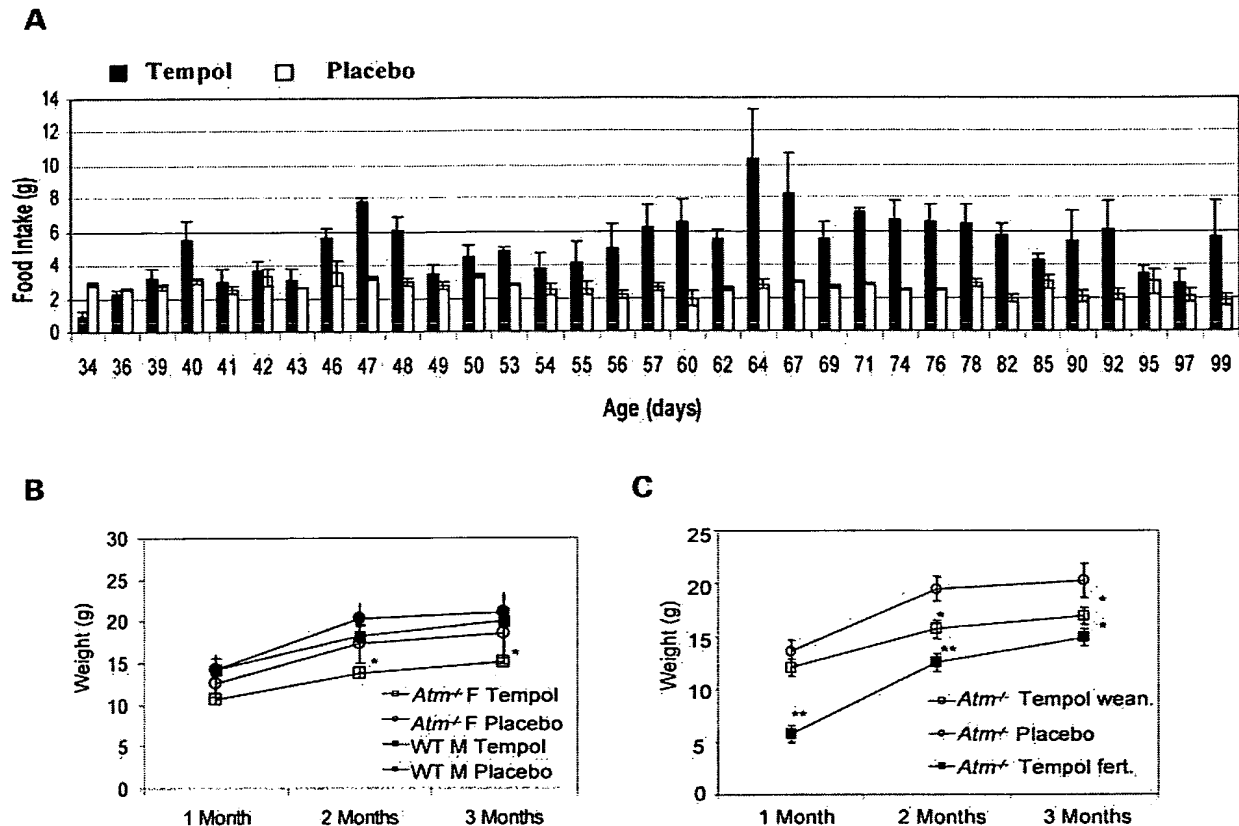 A
Tempol Placebo
Food Intake (g)
14
12
10
8
6
4
2
0
34 36 39 40 41 42 43 46 47 48 49 50 53 54 55 56 57 60 62 64 67 69 71 74 76 78 82 85 90 92 95 97 99
Age (days)
B
Weight (g)
30
25
20
15
10
5
0
* *
Atm-/- F Tempol
Atm-/- F Placebo
WT M Tempol
WT M Placebo
1 Month 2 Months 3 Months
C
Weight (g)
25
20
15
10
5
0
** * ** * *
Atm-/- Tempol wean.
Atm-/- Placebo
Atm-/- Tempol fert.
1 Month 2 Months 3 Months